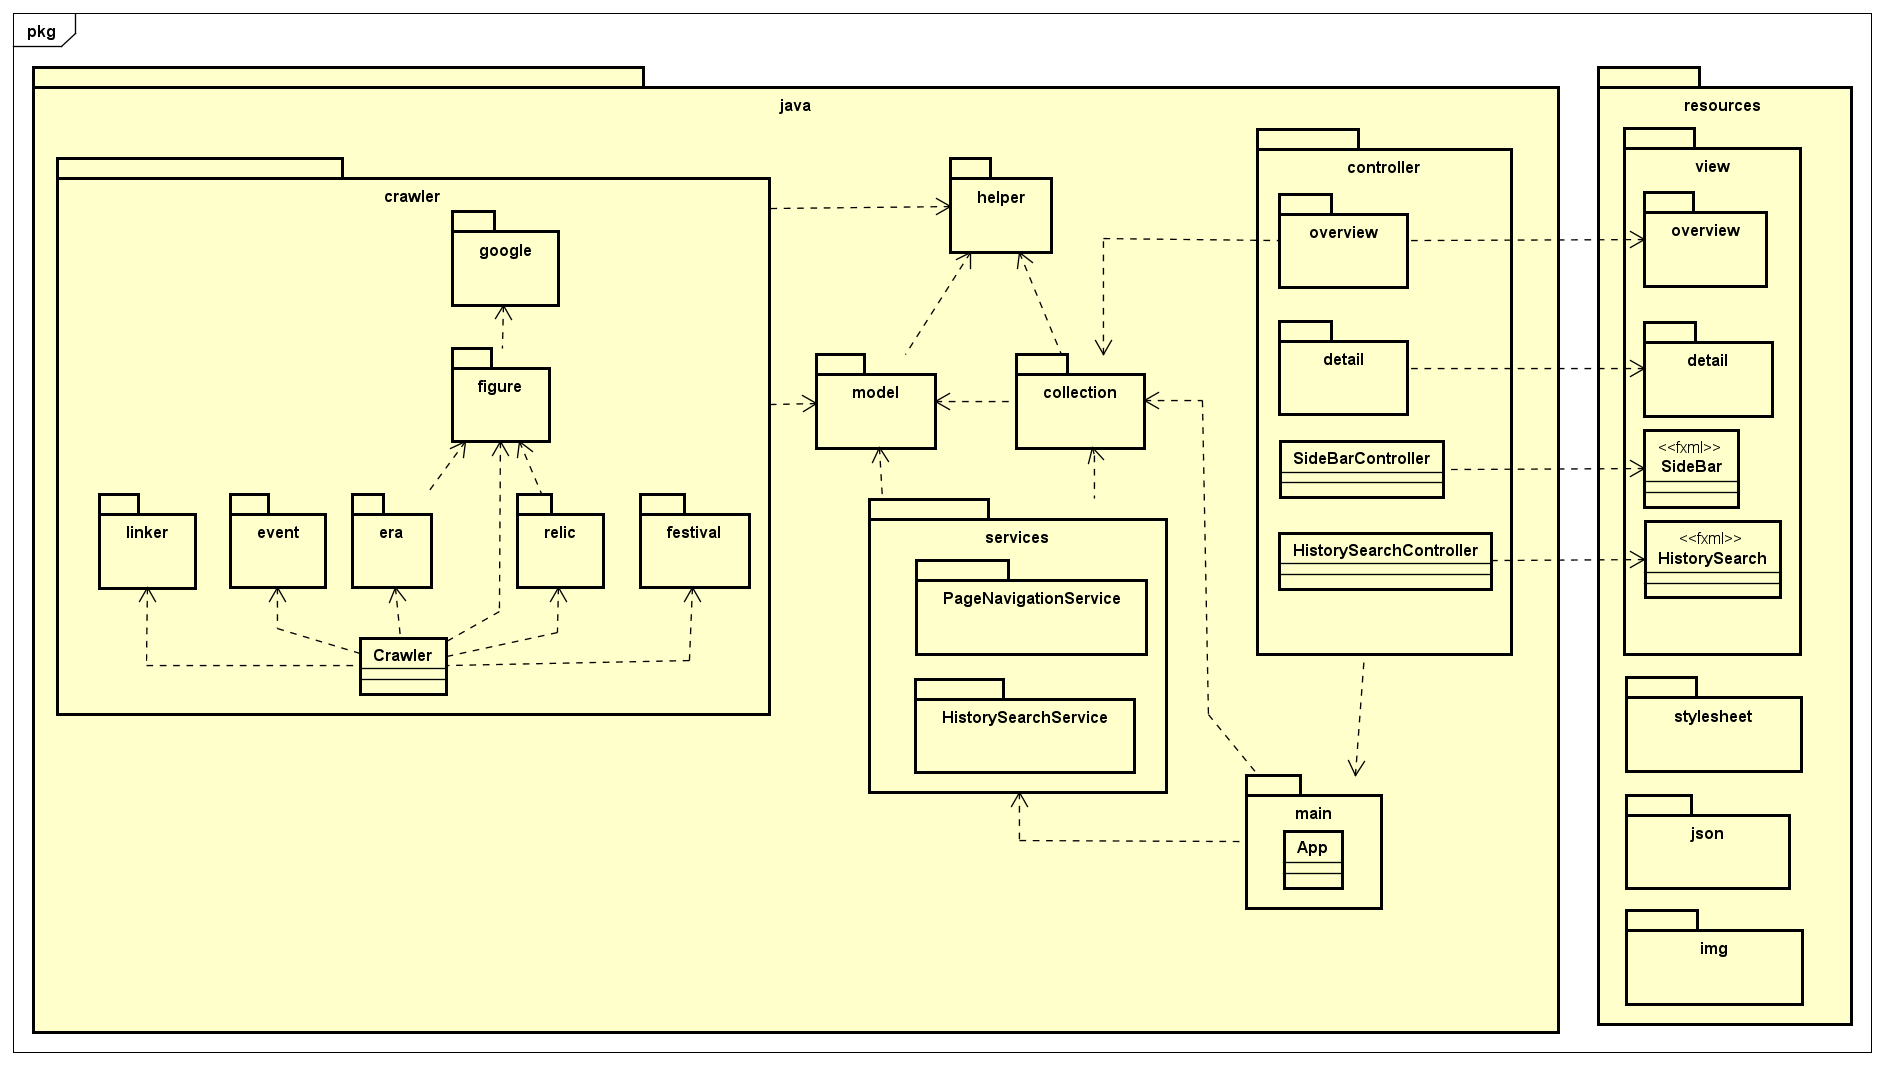 pkg
java
resources
crawler
google
figure
linker
event
era
relic
festival
Crawler
helper
model
collection
services
PageNavigationService
HistorySearchService
controller
overview
detail
SideBarController
HistorySearchController
main
App
view
overview
detail
<<fxml>>
SideBar
<<fxml>>
HistorySearch
stylesheet
json
img